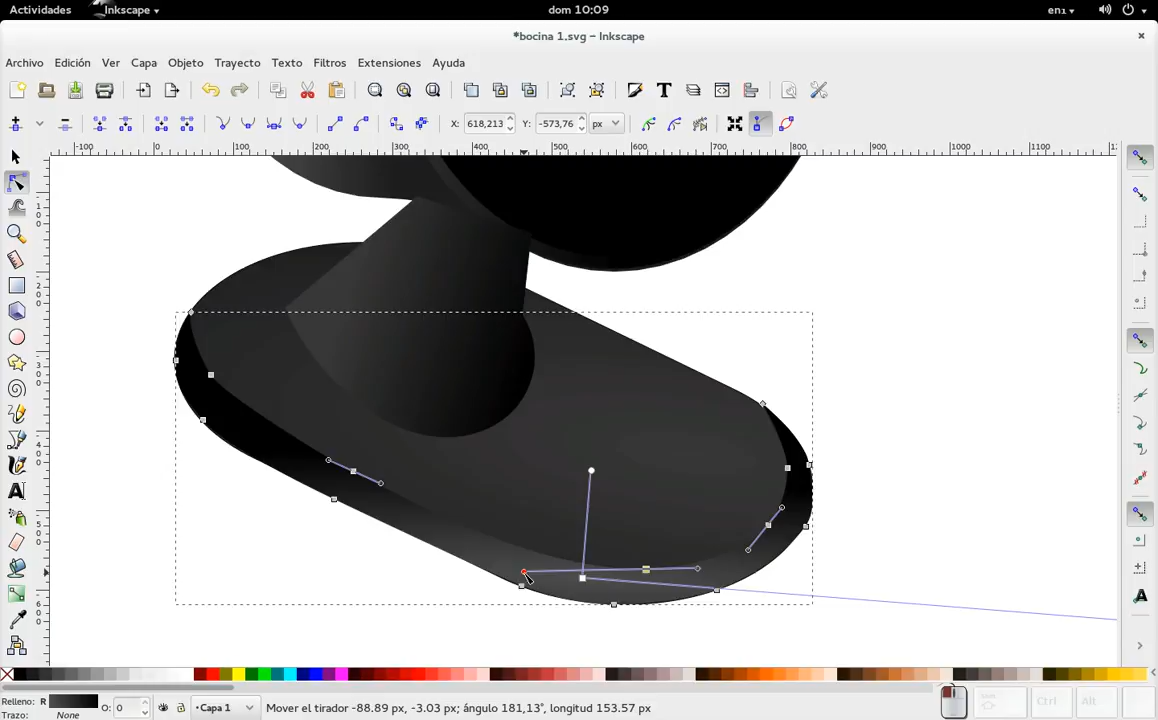 Actividades Inkscape dom 10:09 en1
*bocina 1.svg – Inkscape
Archivo Edición Ver Capa Objeto Trayecto Texto Filtros Extensiones Ayuda
X: 618,213 Y: -573,76 px
-100 0 100 200 300 400 500 600 700 800 900 1000 1100
Relleno: R O: 0 Capa 1 Mover el tirador -88.89 px, -3.03 px; ángulo 181,13°, longitud 153.57 px
Trazo: None
Ctrl Alt